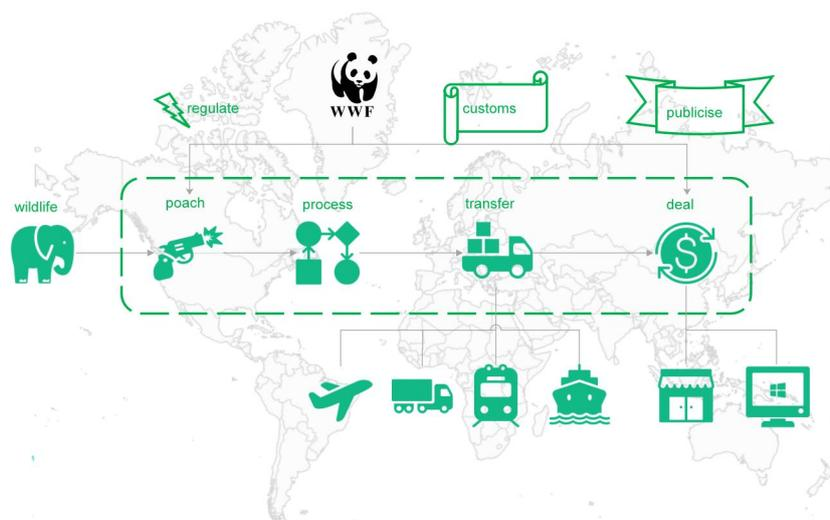 WWF
regulate
customs
publicise
wildlife
poach
process
transfer
deal
$